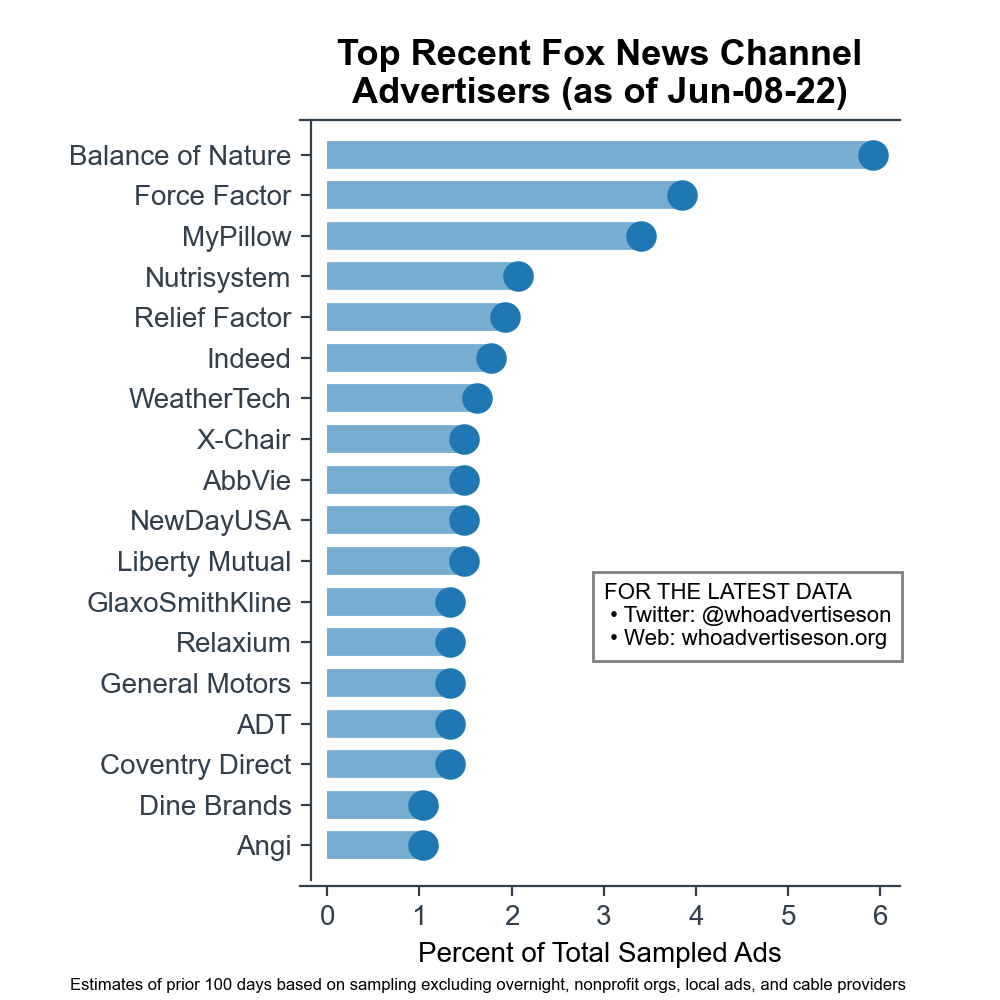 Top Recent Fox News Channel
Advertisers (as of Jun-08-22)
Balance of Nature
Force Factor
MyPillow
Nutrisystem
Relief Factor
Indeed
WeatherTech
X-Chair
AbbVie
NewDayUSA
Liberty Mutual
GlaxoSmithKline
Relaxium
General Motors
ADT
Coventry Direct
Dine Brands
Angi
FOR THE LATEST DATA
• Twitter: @whoadvertiseson
• Web: whoadvertiseson.org
0 1 2 3 4 5 6
Percent of Total Sampled Ads
Estimates of prior 100 days based on sampling excluding overnight, nonprofit orgs, local ads, and cable providers